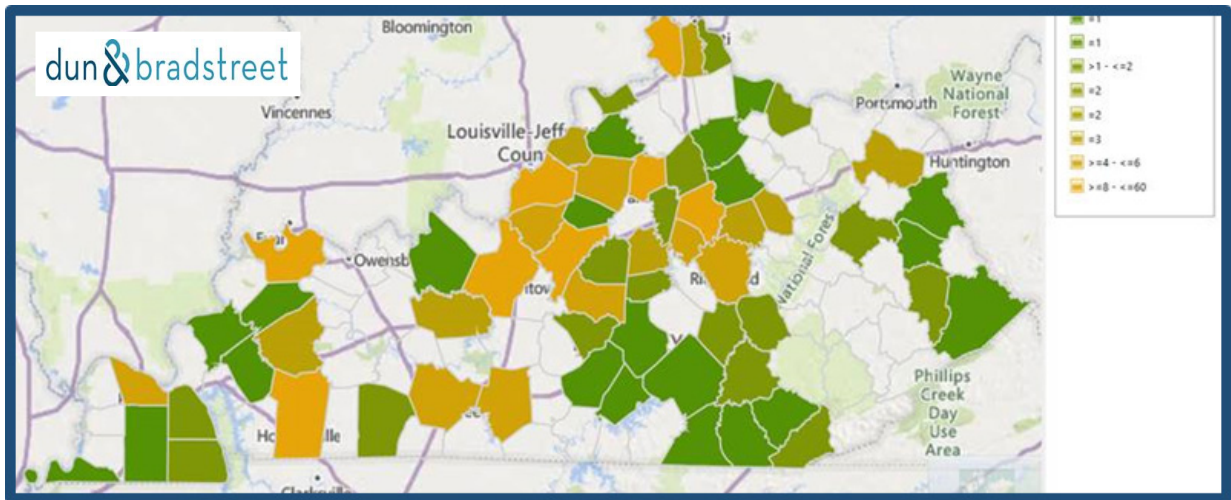 dun&bradstreet
Bloomington
Vincennes
Louisville-Jeff
Coun
Portsmouth
Wayne
National
Forest
Huntington
Owensb
National Fores
Phillips
Creek
Day
Use
Area
=1
=1
>1 - <=2
=2
=2
=3
>=4 - <=6
>=8 - <=60